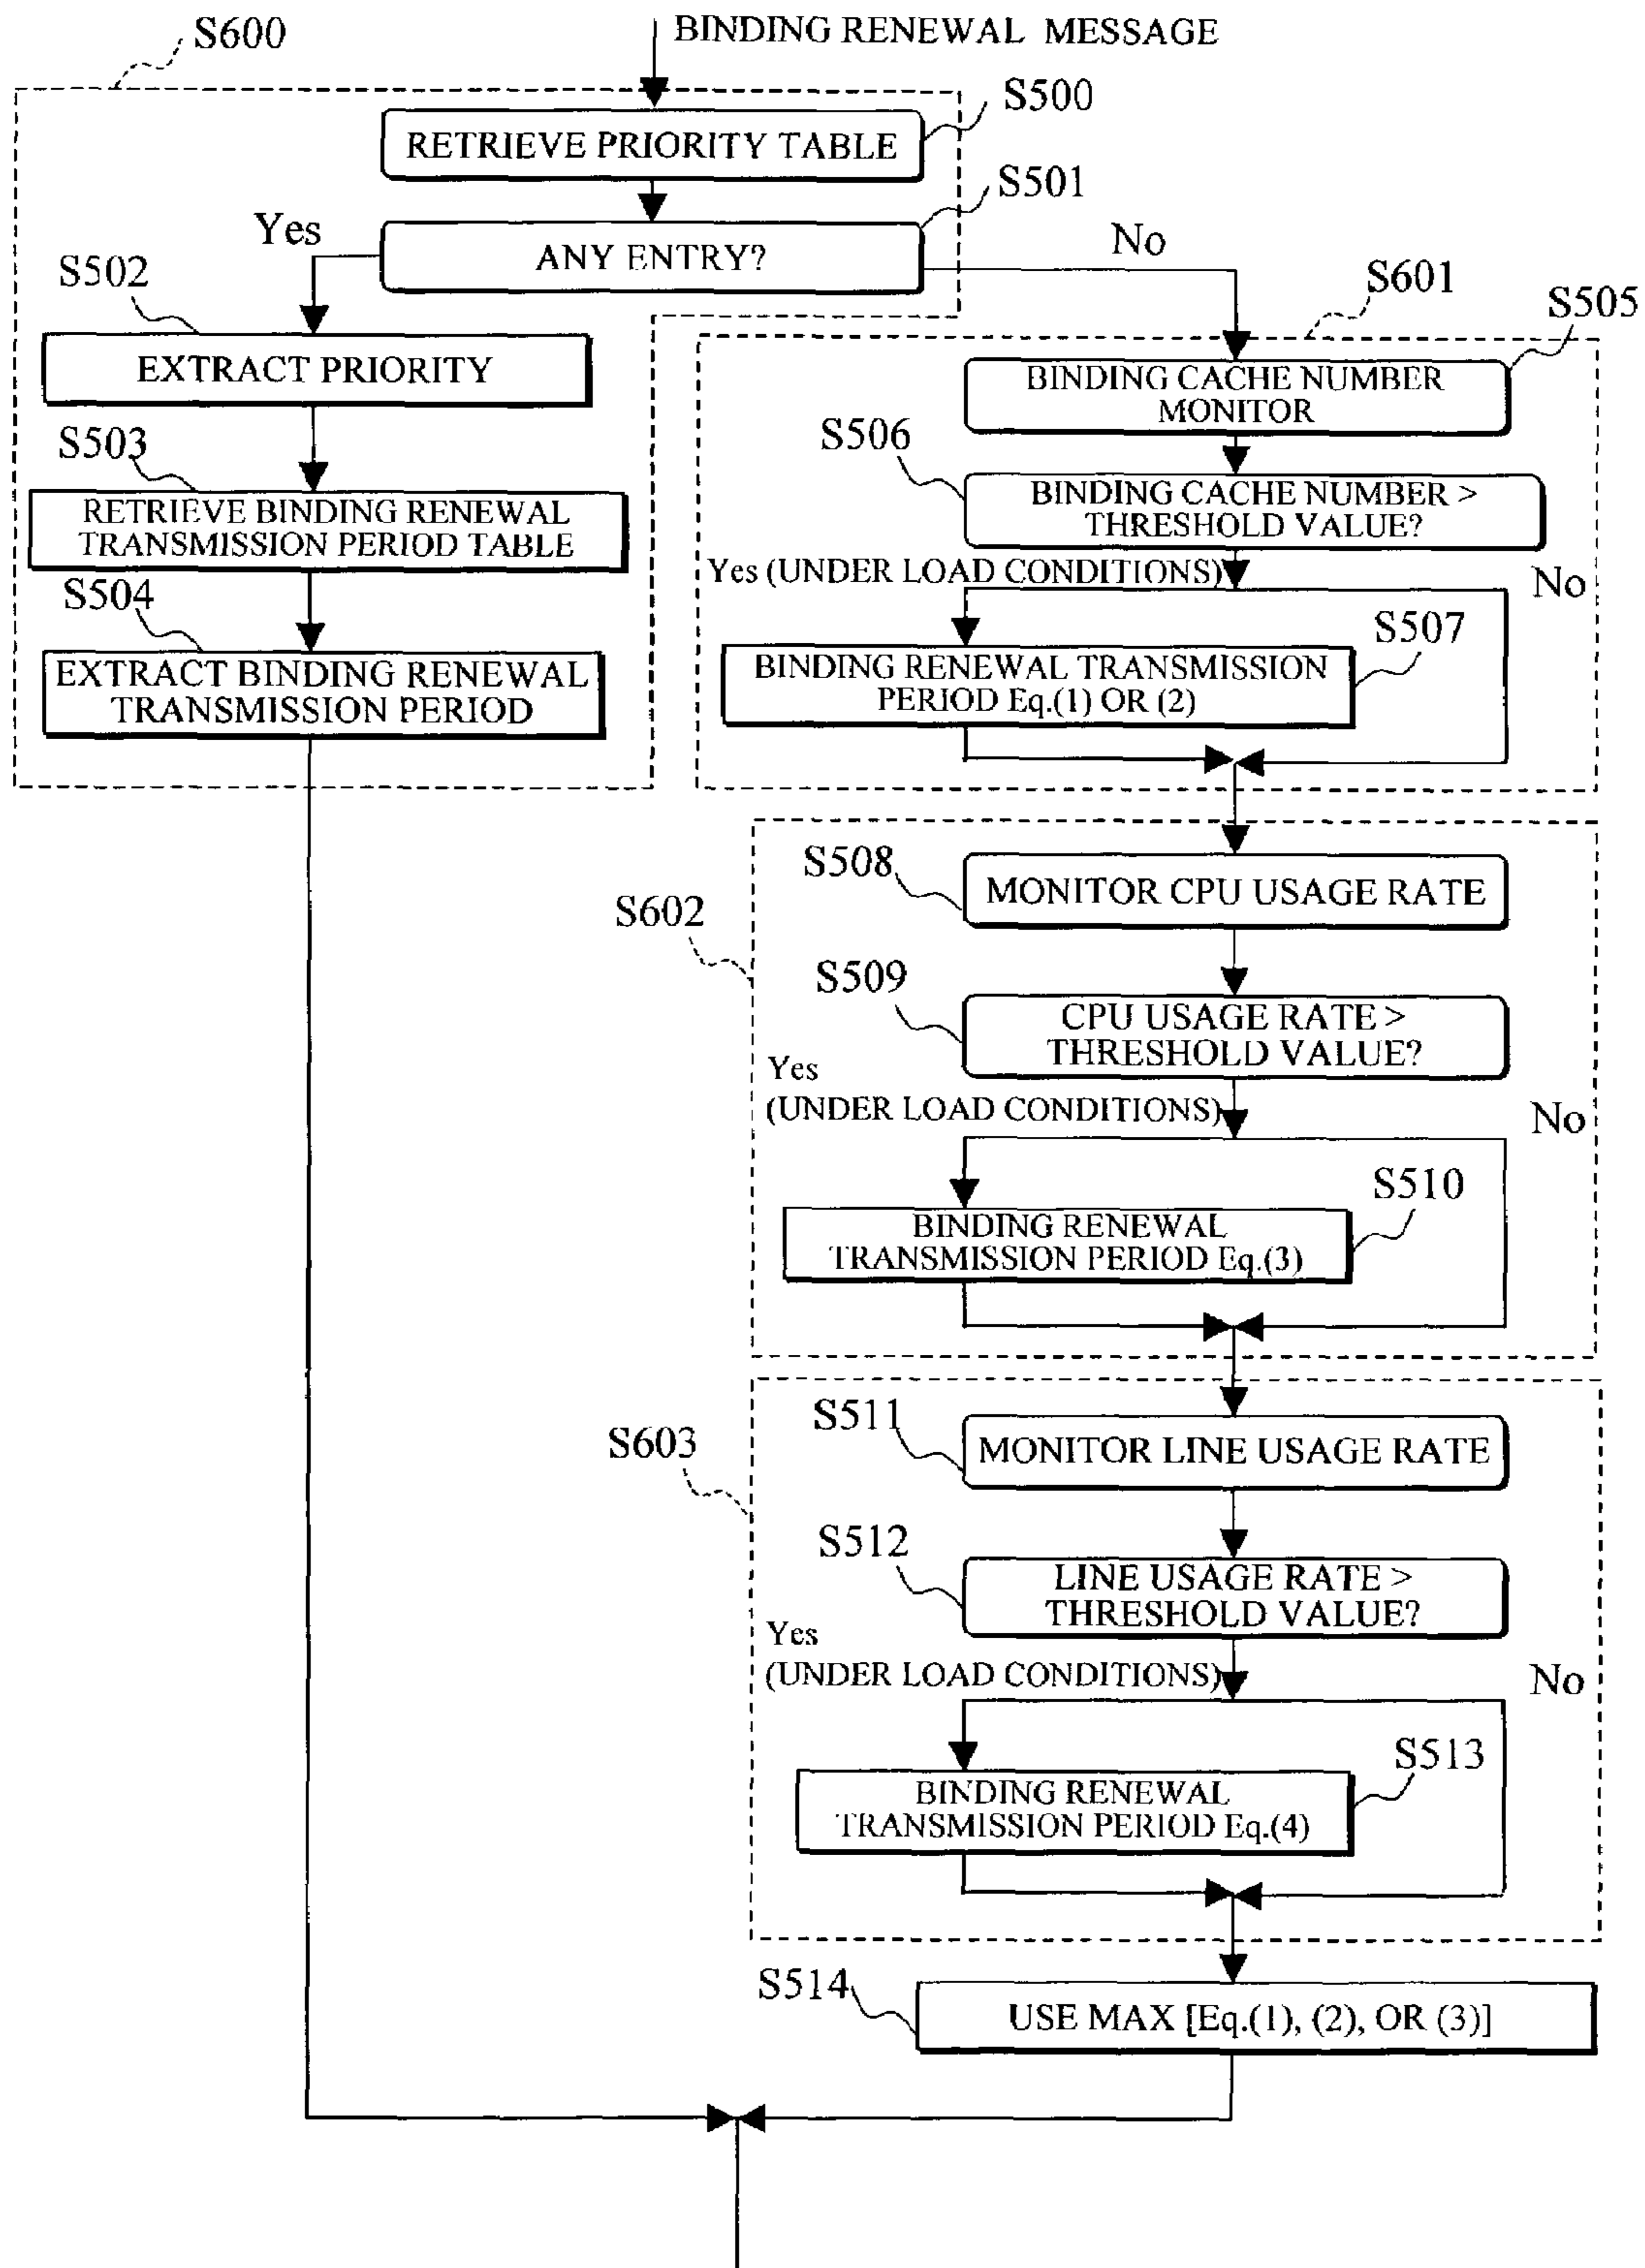 BINDING RENEWAL MESSAGE
S600
S500
RETRIEVE PRIORITY TABLE
S501
Yes
ANY ENTRY?
No
S502
S601
S505
EXTRACT PRIORITY
BINDING CACHE NUMBER
MONITOR
S503
S506
RETRIEVE BINDING RENEWAL
TRANSMISSION PERIOD TABLE
BINDING CACHE NUMBER >
THRESHOLD VALUE?
Yes (UNDER LOAD CONDITIONS)
No
S504
S507
EXTRACT BINDING RENEWAL
TRANSMISSION PERIOD
BINDING RENEWAL TRANSMISSION
PERIOD Eq.(1) OR (2)
S508
MONITOR CPU USAGE RATE
S602
S509
CPU USAGE RATE >
THRESHOLD VALUE?
Yes
(UNDER LOAD CONDITIONS)
No
S510
BINDING RENEWAL
TRANSMISSION PERIOD Eq.(3)
S511
MONITOR LINE USAGE RATE
S603
S512
LINE USAGE RATE >
THRESHOLD VALUE?
Yes
(UNDER LOAD CONDITIONS)
No
S513
BINDING RENEWAL
TRANSMISSION PERIOD Eq.(4)
S514
USE MAX [Eq.(1), (2), OR (3)]